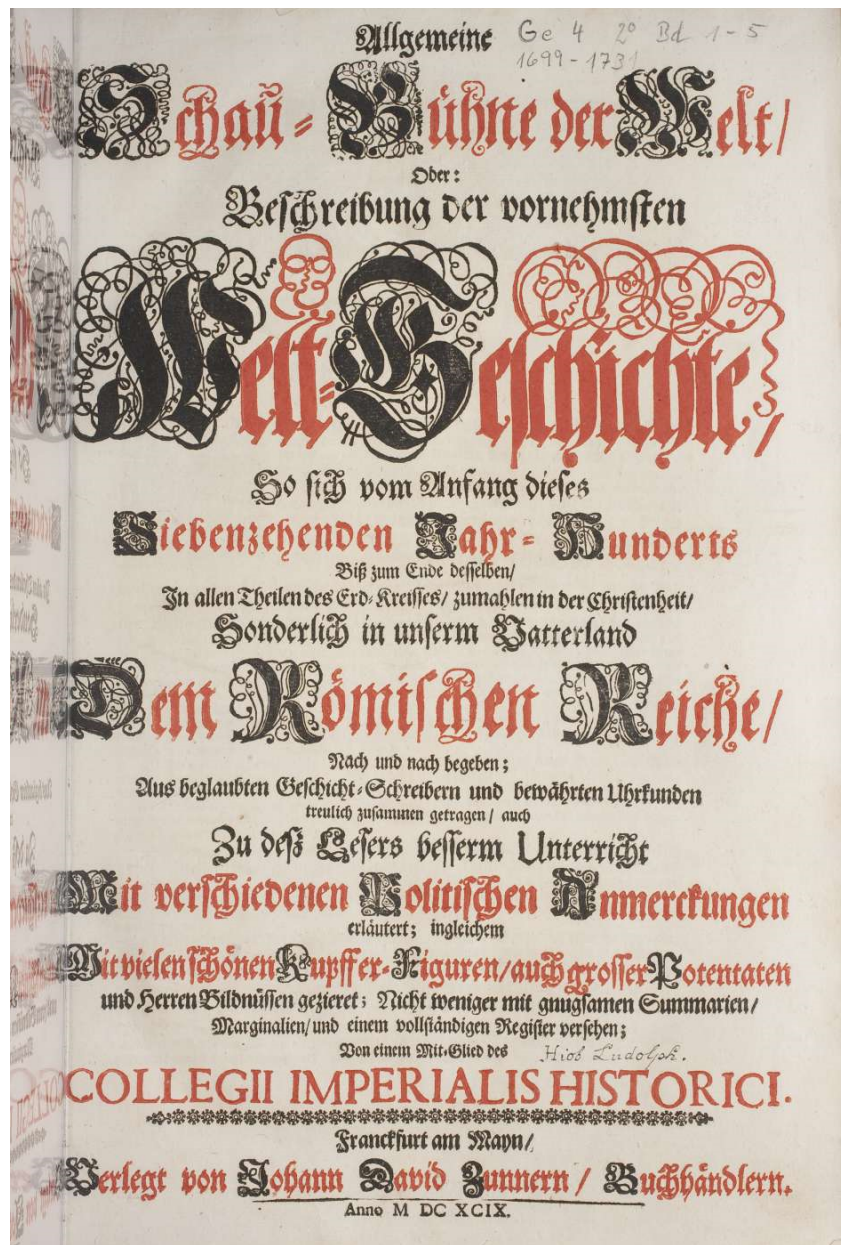 Allgemeine
Ge 4 2° Bd 1-5
1699-1731
Schau-Bühne der Welt/
Oder:
Beschreibung der vornehmsten
Welt-Geschichte/
So sich vom Anfang dieses
Siebenzehenden Jahr-Hunderts
Biß zum Ende desselben/
In allen Theilen des Erd-Kreisses/ zumahlen in der Christenheit/
Sonderlich in unserm Vatterland
Dem Römischen Reiche/
Nach und nach begeben;
Aus beglaubten Geschicht-Schreibern und bewährten Uhrkunden
treulich zusammen getragen/ auch
Zu deß Lesers besserm Unterricht
Mit verschiedenen Politischen Anmerckungen
erläutert; ingleichem
Mit vielen schönen Kupffer-Figuren/ auch grosser Potentaten
und Herren Bildnüssen gezieret; Nicht weniger mit gnugsamen Summarien/
Marginalien/ und einem vollständigen Register versehen;
Von einem Mit-Glied des Hiob Ludolph.
COLLEGII IMPERIALIS HISTORICI.
Franckfurt am Mayn/
Verlegt von Johann David Zunnern/ Buchhändlern.
Anno M DC XCIX.